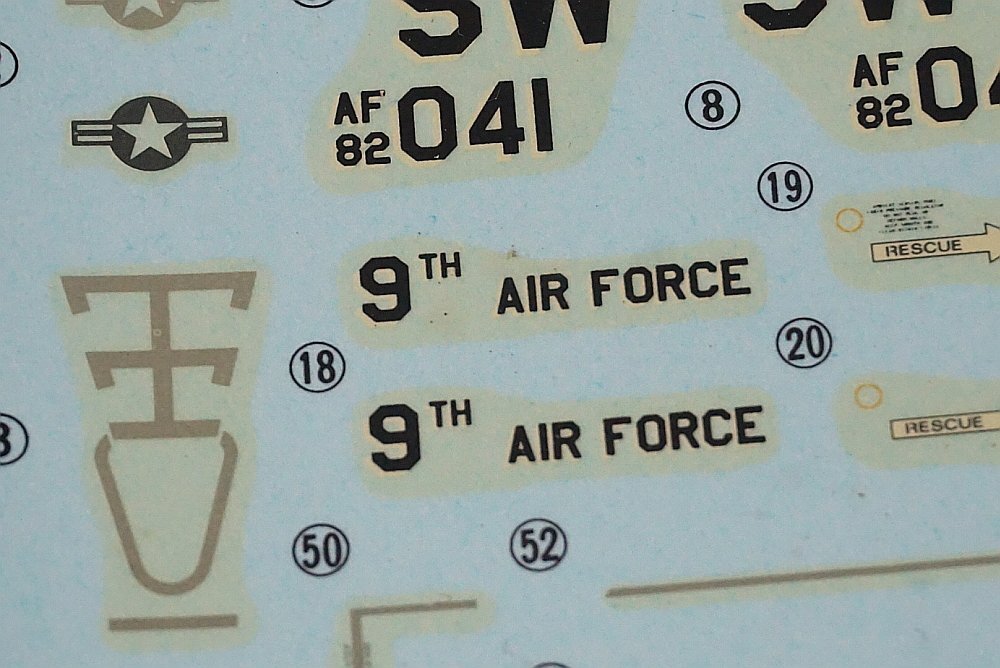 SW
SW
AF
82 041
AF
82 04
8
19
RESCUE
9TH AIR FORCE
18
20
9TH AIR FORCE
RESCUE
50
52